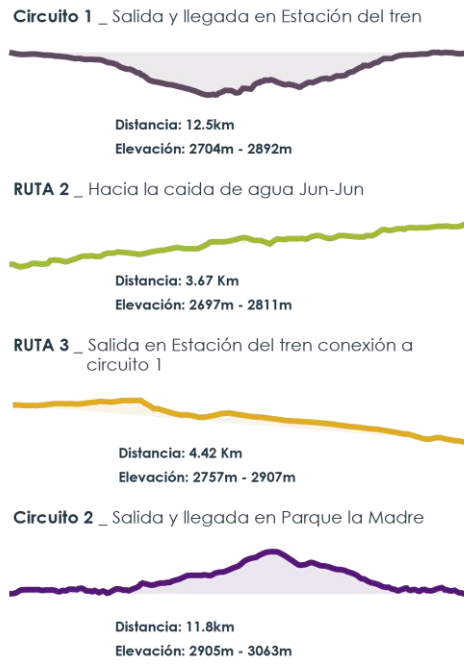 Circuito 1 _ Salida y llegada en Estación del tren
Distancia: 12.5km
Elevación: 2704m - 2892m
RUTA 2 _ Hacia la caida de agua Jun-Jun
Distancia: 3.67 Km
Elevación: 2697m - 2811m
RUTA 3 _ Salida en Estación del tren conexión a
circuito 1
Distancia: 4.42 Km
Elevación: 2757m - 2907m
Circuito 2 _ Salida y llegada en Parque la Madre
Distancia: 11.8km
Elevación: 2905m - 3063m